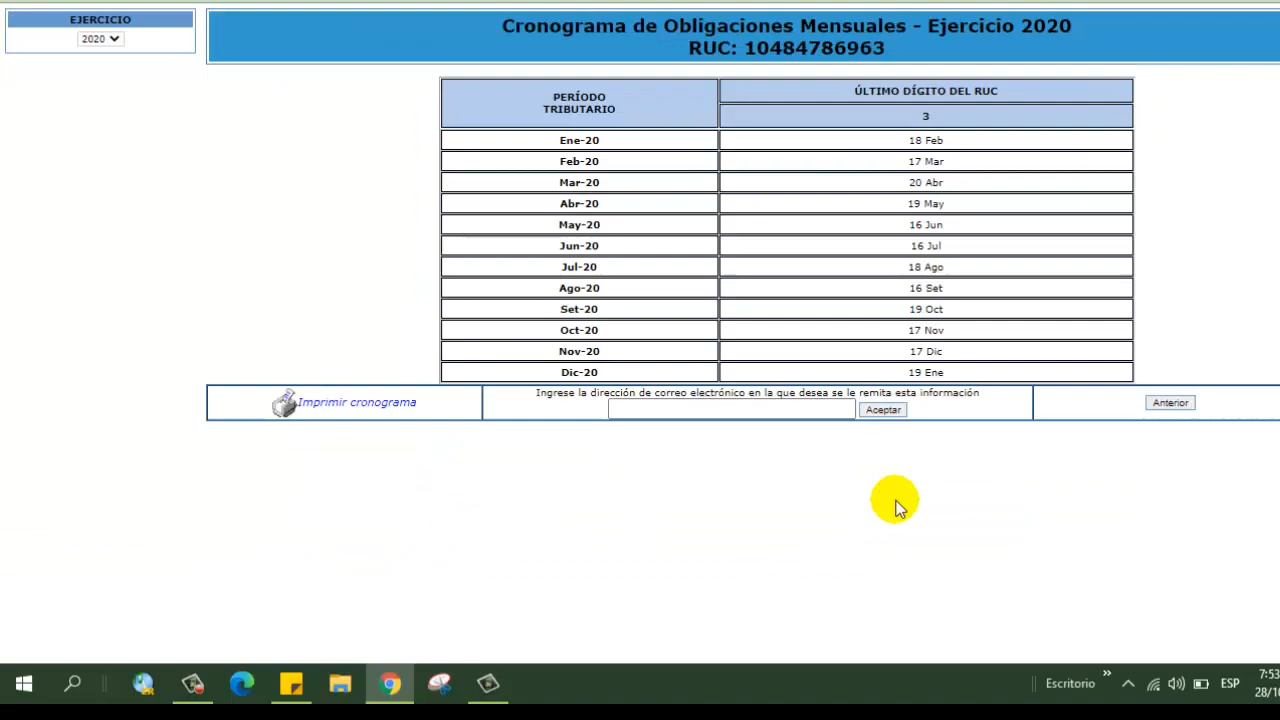 EJERCICIO
2020
Cronograma de Obligaciones Mensuales - Ejercicio 2020
RUC: 10484786963
PERÍODO
TRIBUTARIO
ÚLTIMO DÍGITO DEL RUC
3
Ene-20 18 Feb
Feb-20 17 Mar
Mar-20 20 Abr
Abr-20 19 May
May-20 16 Jun
Jun-20 16 Jul
Jul-20 18 Ago
Ago-20 16 Set
Set-20 19 Oct
Oct-20 17 Nov
Nov-20 17 Dic
Dic-20 19 Ene
Imprimir cronograma
Ingrese la dirección de correo electrónico en la que desea se le remita esta información
Aceptar
Anterior
Escritorio
ESP
7:53
28/10